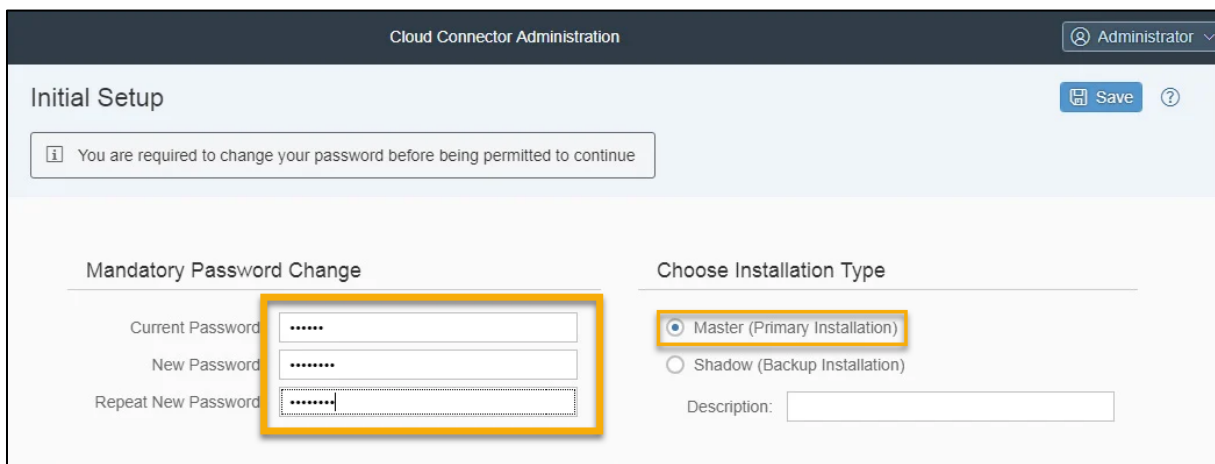 Cloud Connector Administration
Administrator
Initial Setup
Save
You are required to change your password before being permitted to continue
Mandatory Password Change
Current Password
••••••
New Password
••••••••
Repeat New Password
••••••••
Choose Installation Type
Master (Primary Installation)
Shadow (Backup Installation)
Description: